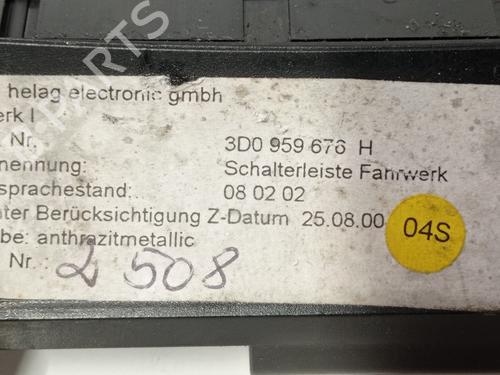 helag electronic gmbh
erk I
Nr. 3D0 959 676 H
nennung: Schalterleiste Fahrwerk
sprachestand: 08 02 02
ter Berücksichtigung Z-Datum 25.08.00
be: anthrazitmetallic
Nr. : 2 508
04S
PARTS